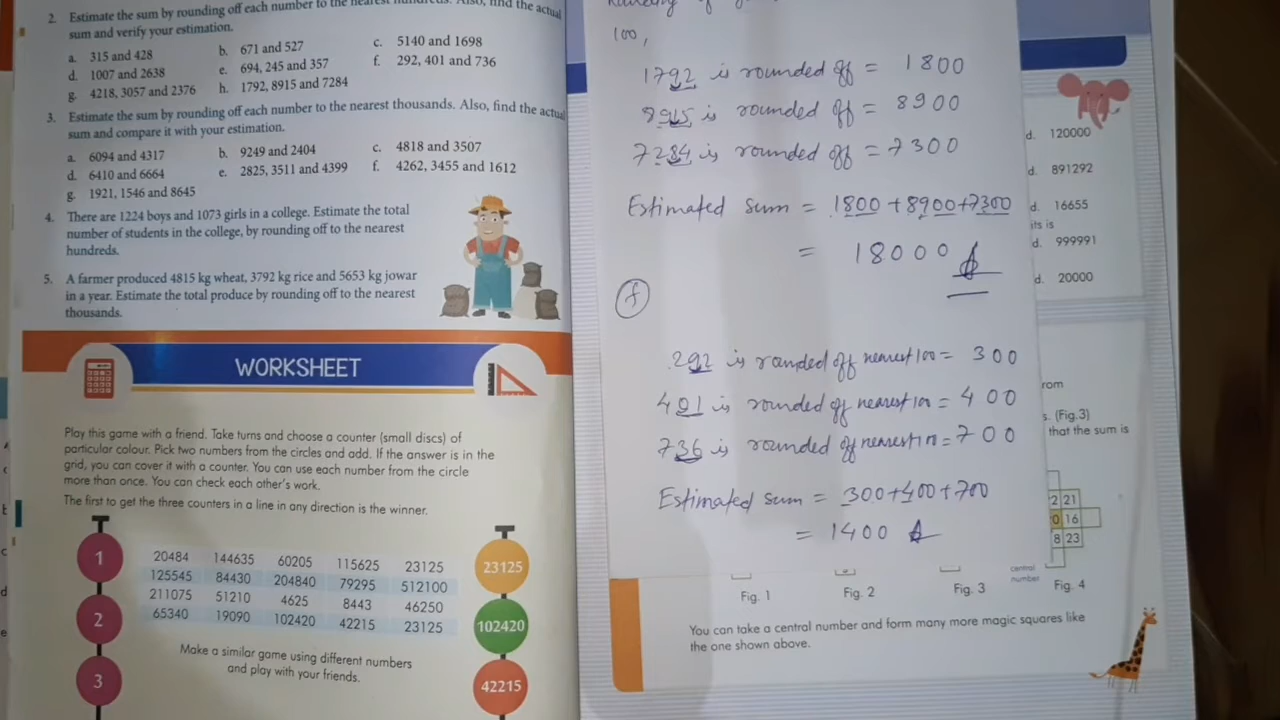 2. Estimate the sum by rounding off each number to the nearest hundreds. Also, find the actual
sum and verify your estimation.
a. 315 and 428 b. 671 and 527 c. 5140 and 1698
d. 1007 and 2638 e. 694, 245 and 357 f. 292, 401 and 736
g. 4218, 3057 and 2376 h. 1792, 8915 and 7284
3. Estimate the sum by rounding off each number to the nearest thousands. Also, find the actual
sum and compare it with your estimation.
a. 6094 and 4317 b. 9249 and 2404 c. 4818 and 3507
d. 6410 and 6664 e. 2825, 3511 and 4399 f. 4262, 3455 and 1612
g. 1921, 1546 and 8645
4. There are 1224 boys and 1073 girls in a college. Estimate the total
number of students in the college, by rounding off to the nearest
hundreds.
5. A farmer produced 4815 kg wheat, 3792 kg rice and 5653 kg jowar
in a year. Estimate the total produce by rounding off to the nearest
thousands.
WORKSHEET
Play this game with a friend. Take turns and choose a counter (small discs) of
particular colour. Pick two numbers from the circles and add. If the answer is in the
grid, you can cover it with a counter. You can use each number from the circle
more than once. You can check each other's work.
The first to get the three counters in a line in any direction is the winner.
1
2
3
20484 144635 60205 115625 23125
125545 84430 204840 79295 512100
211075 51210 4625 8443 46250
65340 19090 102420 42215 23125
23125
102420
42215
Make a similar game using different numbers
and play with your friends.
100,
1792 is rounded off = 1800
8915 is rounded off = 8900
7284 is rounded off = 7300
Estimated sum = 1800+8900+7300
= 18000
f
292 is rounded off nearest 100 = 300
401 is rounded off nearest 100 = 400
736 is rounded off nearest 100 = 700
Estimated sum = 300+400+700
= 1400
d. 120000
d. 891292
d. 16655
its is
d. 999991
d. 20000
rom
s. (Fig.3)
that the sum is
2 21
0 16
8 23
central
number
Fig. 1 Fig. 2 Fig. 3 Fig. 4
You can take a central number and form many more magic squares like
the one shown above.